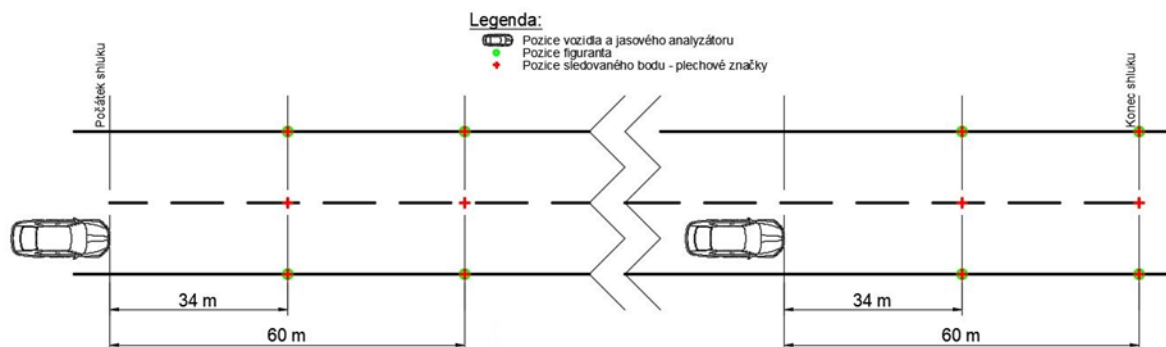 Legenda:
Pozice vozidla a jasového analyzátoru
Pozice figuranta
Pozice sledovaného bodu - plechové značky
Počátek shluku
Konec shluku
34 m
34 m
60 m
60 m